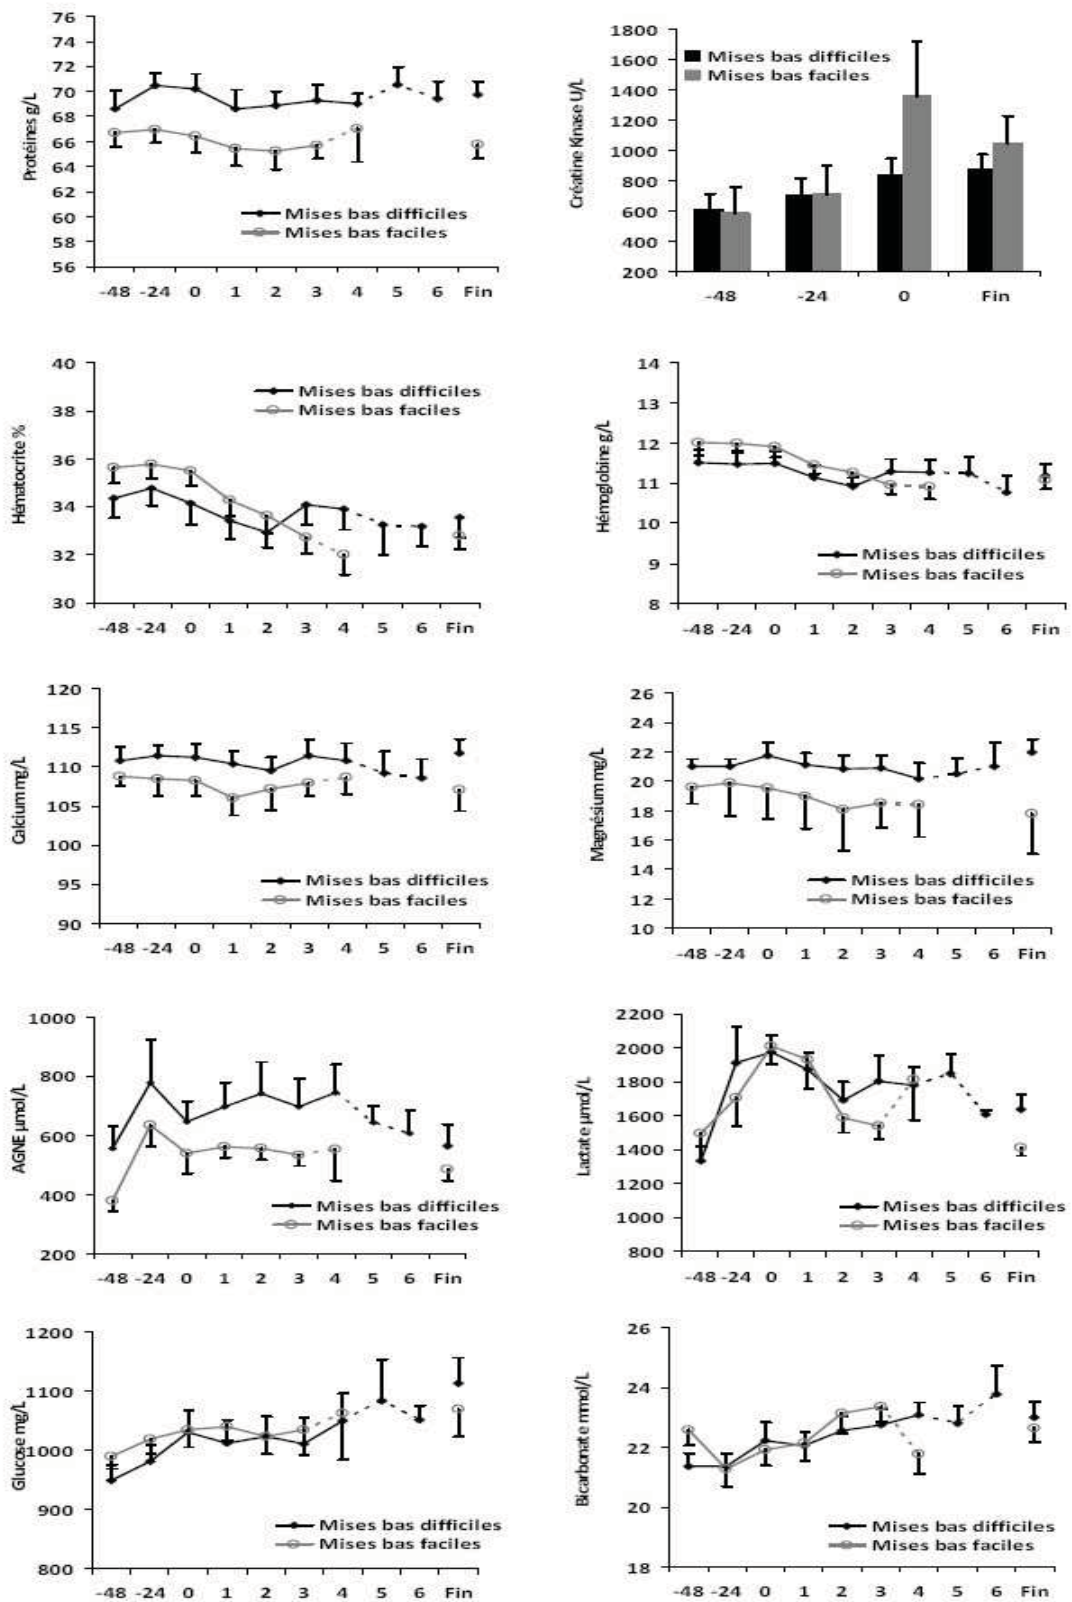 Protéines g/L
76
74
72
70
68
66
64
62
60
58
56
Mises bas difficiles
Mises bas faciles
-48 -24 0 1 2 3 4 5 6 Fin
Créatine Kinase U/L
1800
1600
1400
1200
1000
800
600
400
200
Mises bas difficiles
Mises bas faciles
-48 -24 0 Fin
Hématocrite %
40
38
36
34
32
30
Mises bas difficiles
Mises bas faciles
-48 -24 0 1 2 3 4 5 6 Fin
Hémoglobine g/L
14
13
12
11
10
9
8
Mises bas difficiles
Mises bas faciles
-48 -24 0 1 2 3 4 5 6 Fin
Calcium mg/L
120
115
110
105
100
95
90
Mises bas difficiles
Mises bas faciles
-48 -24 0 1 2 3 4 5 6 Fin
Magnésium mg/L
26
24
22
20
18
16
14
12
10
Mises bas difficiles
Mises bas faciles
-48 -24 0 1 2 3 4 5 6 Fin
AGNE µmol/L
1000
800
600
400
200
Mises bas difficiles
Mises bas faciles
-48 -24 0 1 2 3 4 5 6 Fin
Lactate µmol/L
2200
2000
1800
1600
1400
1200
1000
800
Mises bas difficiles
Mises bas faciles
-48 -24 0 1 2 3 4 5 6 Fin
Glucose mg/L
1200
1100
1000
900
800
Mises bas difficiles
Mises bas faciles
-48 -24 0 1 2 3 4 5 6 Fin
Bicarbonate mmol/L
26
24
22
20
18
Mises bas difficiles
Mises bas faciles
-48 -24 0 1 2 3 4 5 6 Fin